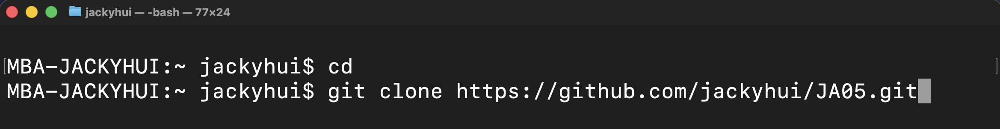 jackyhui — -bash — 77×24
MBA-JACKYHUI:~ jackyhui$ cd
MBA-JACKYHUI:~ jackyhui$ git clone https://github.com/jackyhui/JA05.git